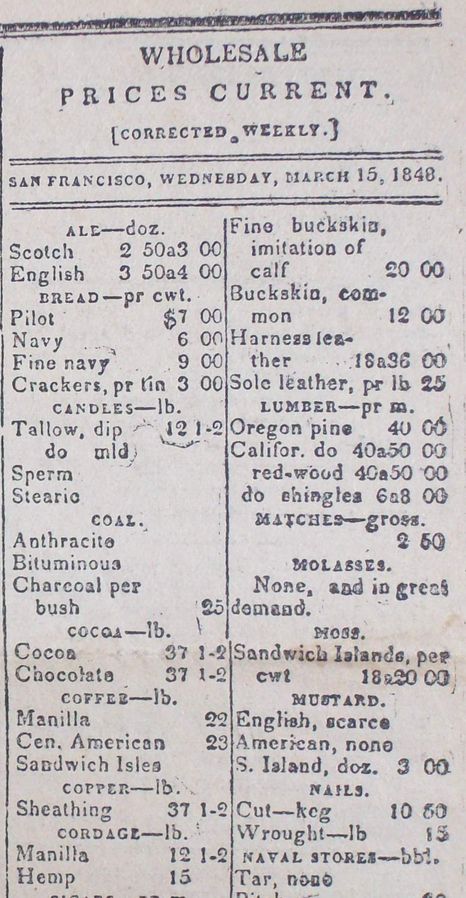 WHOLESALE
PRICES CURRENT.
[CORRECTED WEEKLY.]
SAN FRANCISCO, WEDNESDAY, MARCH 15, 1848.
ALE—doz.
Scotch 2 50a3 00
English 3 50a4 00
BREAD—pr cwt.
Pilot $7 00
Navy 6 00
Fine navy 9 00
Crackers, pr tin 3 00
CANDLES—lb.
Tallow, dip 12 1-2
do mld
Sperm
Stearic
COAL.
Anthracite
Bituminous
Charcoal per
bush 25
COCOA—lb.
Cocoa 37 1-2
Chocolate 37 1-2
COFFEE—lb.
Manilla 22
Cen. American 23
Sandwich Isles
COPPER—lb.
Sheathing 37 1-2
CORDAGE—lb.
Manilla 12 1-2
Hemp 15
Fine buckskin,
imitation of
calf 20 00
Buckskin, com-
mon 12 00
Harness lea-
ther 18a36 00
Sole leather, pr lb 25
LUMBER—pr m.
Oregon pine 40 00
Califor. do 40a50 00
red-wood 40a50 00
do shingles 6a8 00
MATCHES—gross.
2 50
MOLASSES.
None, and in great
demand.
MOSS.
Sandwich Islands, per
cwt 18a20 00
MUSTARD.
English, scarce
American, none
S. Island, doz. 3 00
NAILS.
Cut—keg 10 50
Wrought—lb 15
NAVAL STORES—bbl.
Tar, none